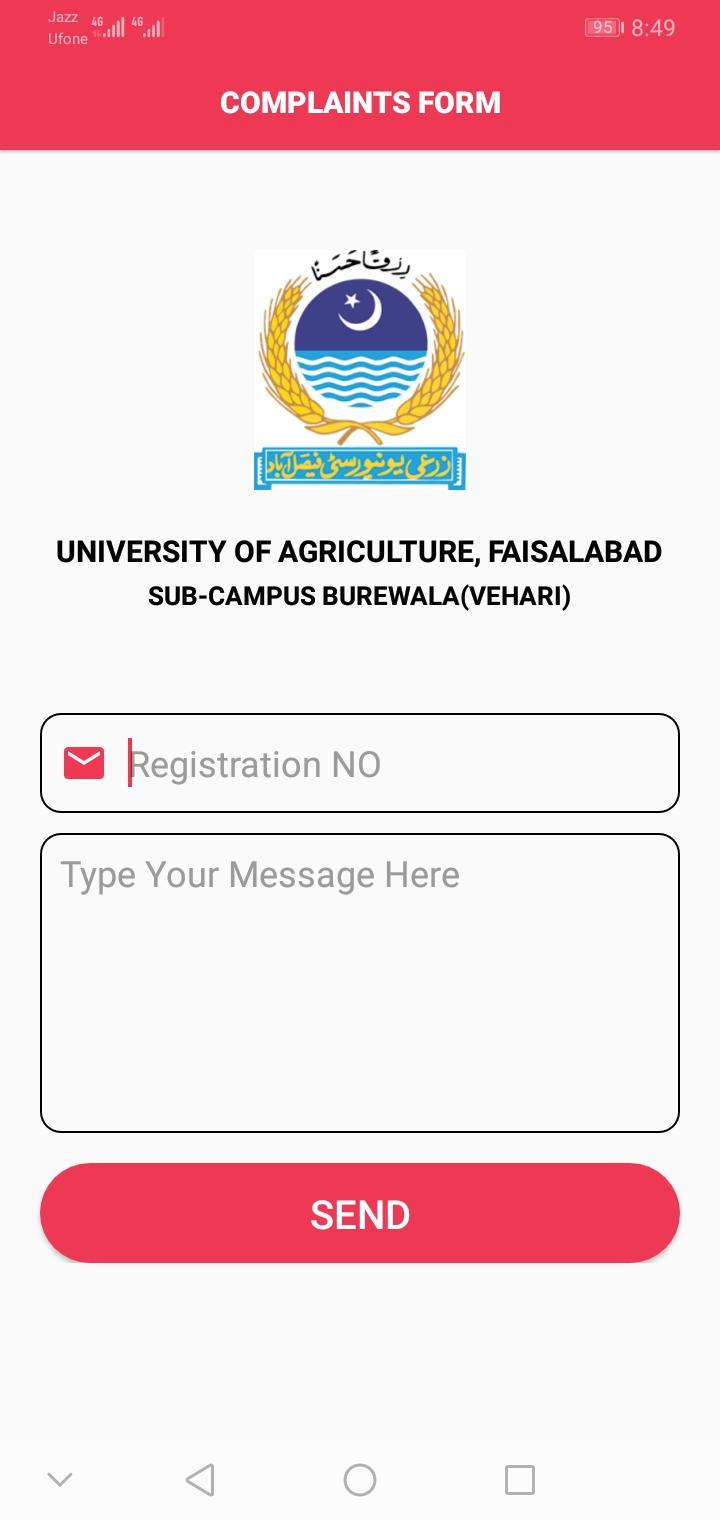 Jazz
4G 4G
Ufone
95 8:49
COMPLAINTS FORM
رزقاً حسناً
زرعی یونیورسٹی فیصل آباد
UNIVERSITY OF AGRICULTURE, FAISALABAD
SUB-CAMPUS BUREWALA(VEHARI)
Registration NO
Type Your Message Here
SEND